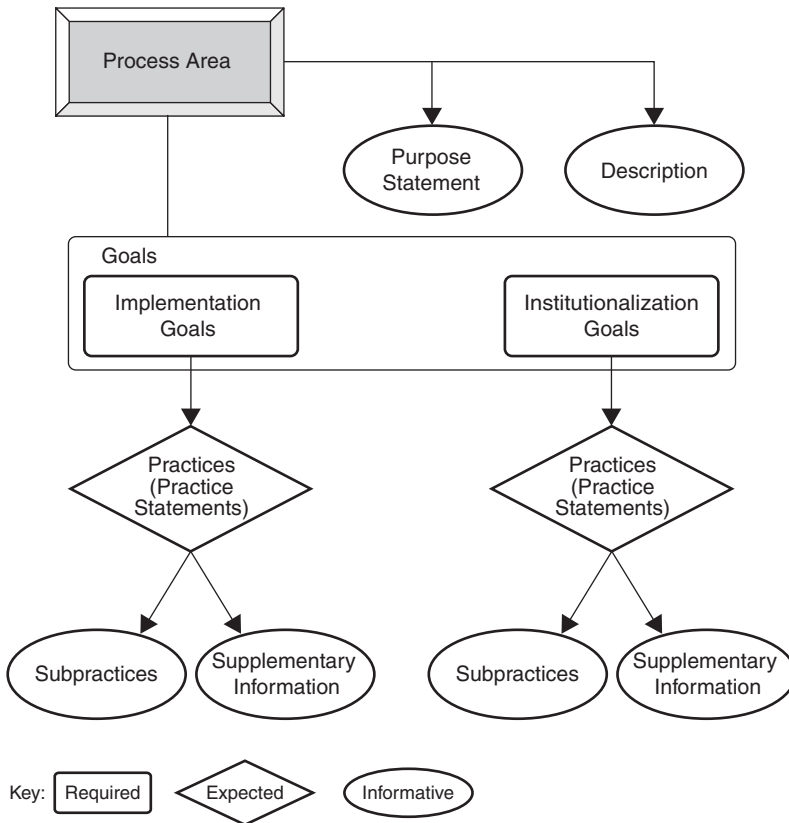 Process Area
Purpose
Statement
Description
Goals
Implementation
Goals
Institutionalization
Goals
Practices
(Practice
Statements)
Practices
(Practice
Statements)
Subpractices
Supplementary
Information
Subpractices
Supplementary
Information
Key: Required Expected Informative